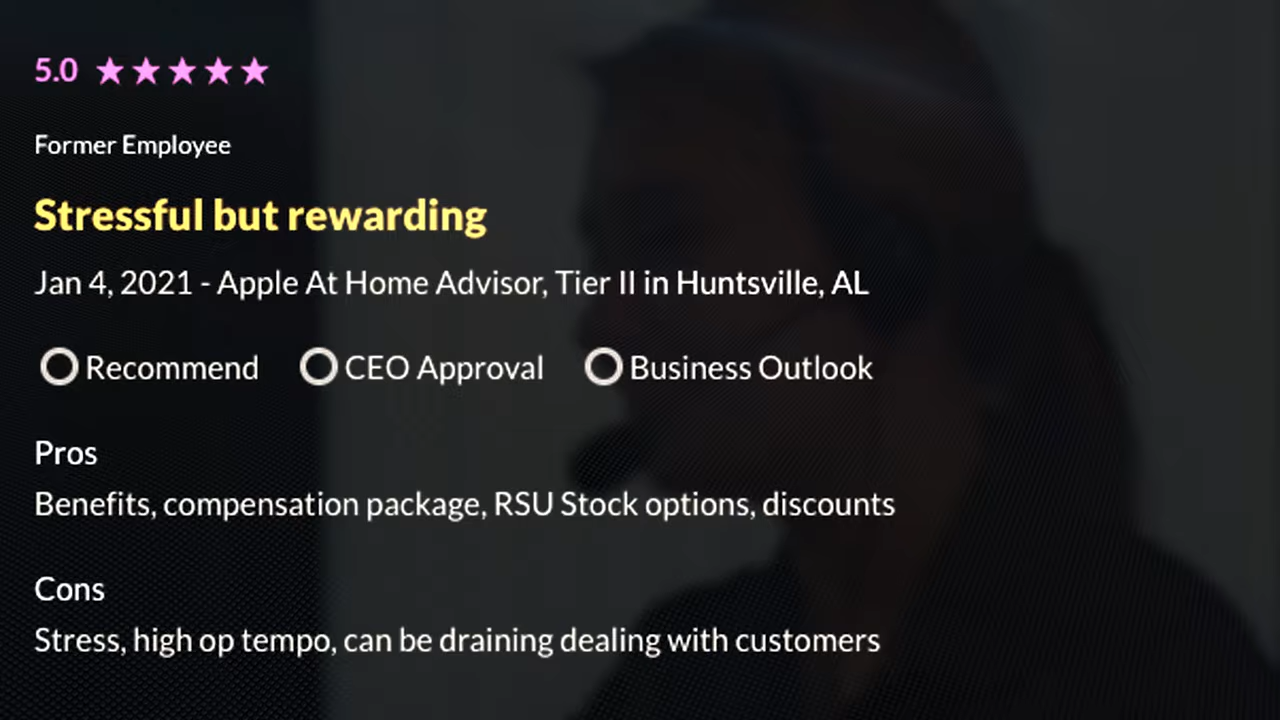 5.0 ★★★★★
Former Employee
Stressful but rewarding
Jan 4, 2021 - Apple At Home Advisor, Tier II in Huntsville, AL
Recommend CEO Approval Business Outlook
Pros
Benefits, compensation package, RSU Stock options, discounts
Cons
Stress, high op tempo, can be draining dealing with customers